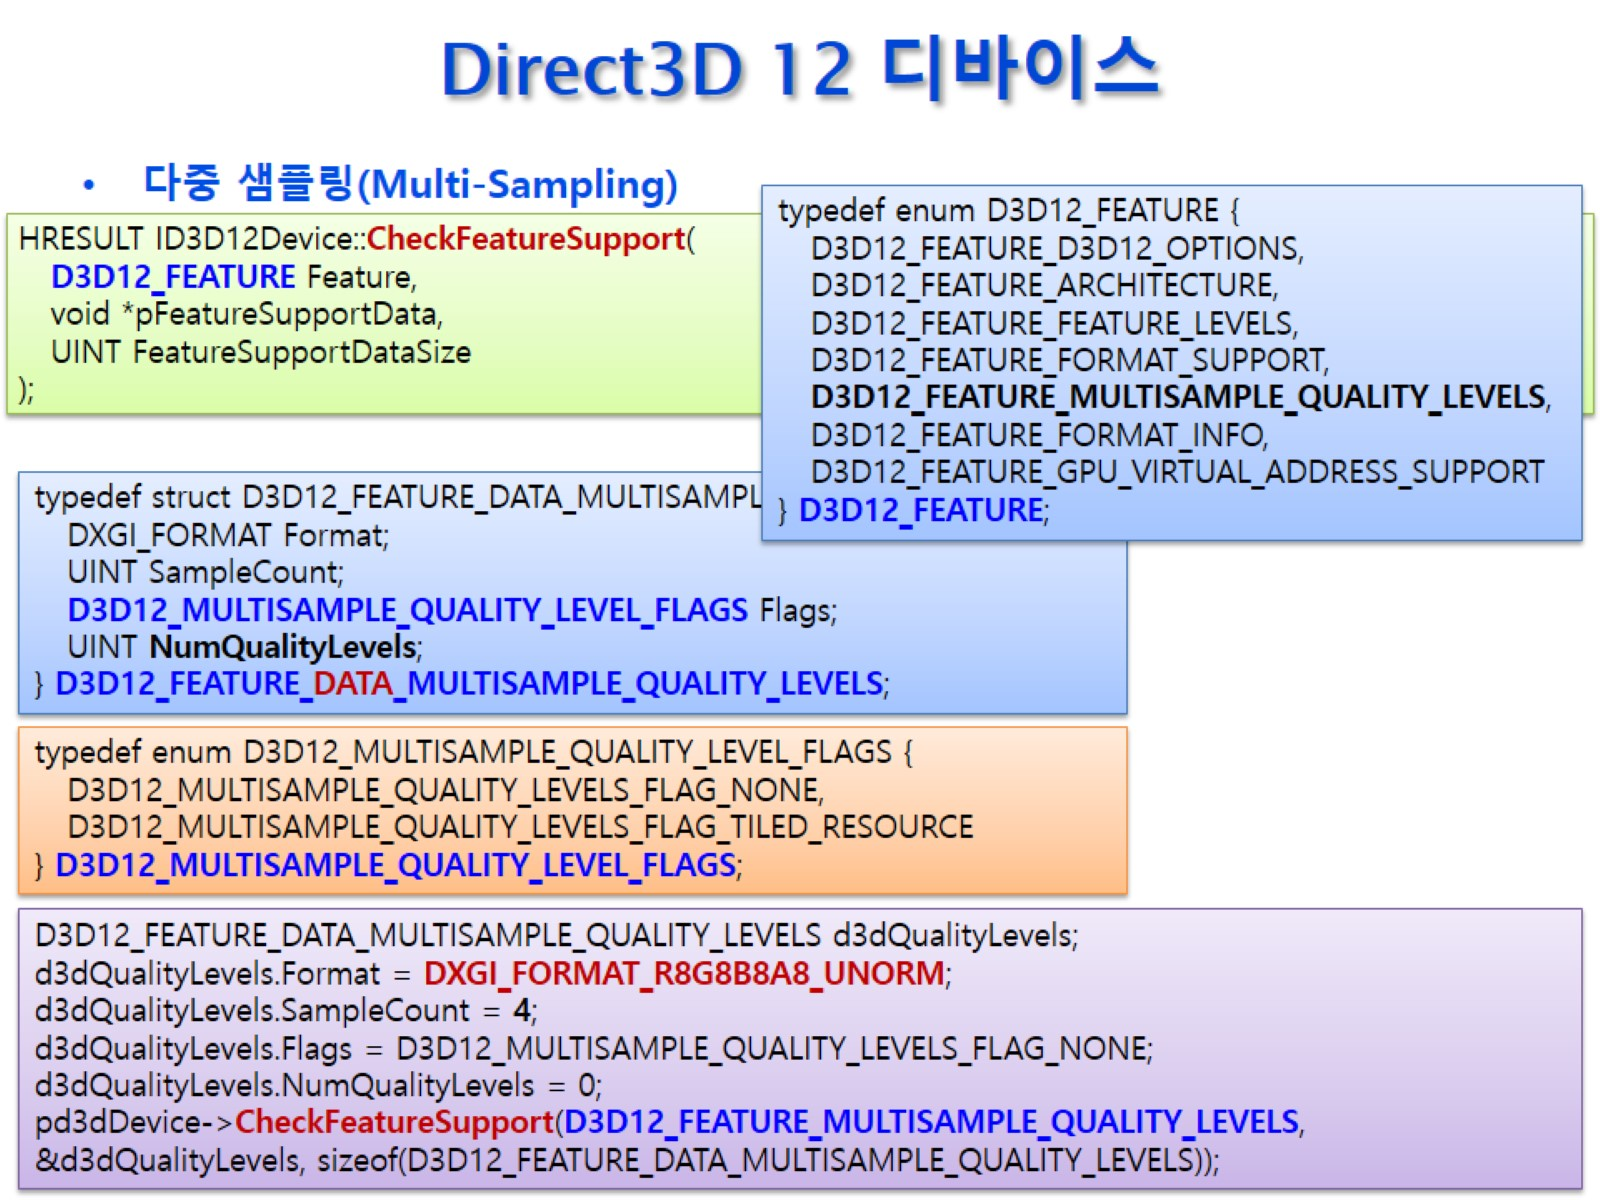 Direct3D 12 디바이스
• 다중 샘플링(Multi-Sampling)
HRESULT ID3D12Device::CheckFeatureSupport(
D3D12_FEATURE Feature,
void *pFeatureSupportData,
UINT FeatureSupportDataSize
);
typedef enum D3D12_FEATURE {
D3D12_FEATURE_D3D12_OPTIONS,
D3D12_FEATURE_ARCHITECTURE,
D3D12_FEATURE_FEATURE_LEVELS,
D3D12_FEATURE_FORMAT_SUPPORT,
D3D12_FEATURE_MULTISAMPLE_QUALITY_LEVELS,
D3D12_FEATURE_FORMAT_INFO,
D3D12_FEATURE_GPU_VIRTUAL_ADDRESS_SUPPORT
} D3D12_FEATURE;
typedef struct D3D12_FEATURE_DATA_MULTISAMPL
DXGI_FORMAT Format;
UINT SampleCount;
D3D12_MULTISAMPLE_QUALITY_LEVEL_FLAGS Flags;
UINT NumQualityLevels;
} D3D12_FEATURE_DATA_MULTISAMPLE_QUALITY_LEVELS;
typedef enum D3D12_MULTISAMPLE_QUALITY_LEVEL_FLAGS {
D3D12_MULTISAMPLE_QUALITY_LEVELS_FLAG_NONE,
D3D12_MULTISAMPLE_QUALITY_LEVELS_FLAG_TILED_RESOURCE
} D3D12_MULTISAMPLE_QUALITY_LEVEL_FLAGS;
D3D12_FEATURE_DATA_MULTISAMPLE_QUALITY_LEVELS d3dQualityLevels;
d3dQualityLevels.Format = DXGI_FORMAT_R8G8B8A8_UNORM;
d3dQualityLevels.SampleCount = 4;
d3dQualityLevels.Flags = D3D12_MULTISAMPLE_QUALITY_LEVELS_FLAG_NONE;
d3dQualityLevels.NumQualityLevels = 0;
pd3dDevice->CheckFeatureSupport(D3D12_FEATURE_MULTISAMPLE_QUALITY_LEVELS,
&d3dQualityLevels, sizeof(D3D12_FEATURE_DATA_MULTISAMPLE_QUALITY_LEVELS));